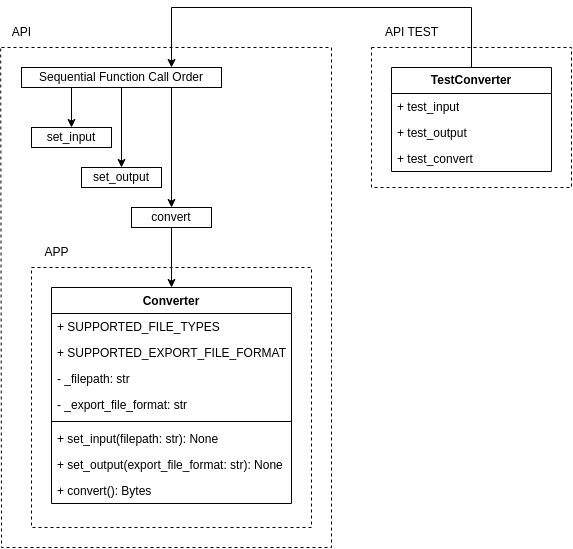 API
API TEST
Sequential Function Call Order
TestConverter
+ test_input
+ test_output
+ test_convert
set_input
set_output
convert
APP
Converter
+ SUPPORTED_FILE_TYPES
+ SUPPORTED_EXPORT_FILE_FORMAT
- _filepath: str
- _export_file_format: str
+ set_input(filepath: str): None
+ set_output(export_file_format: str): None
+ convert(): Bytes